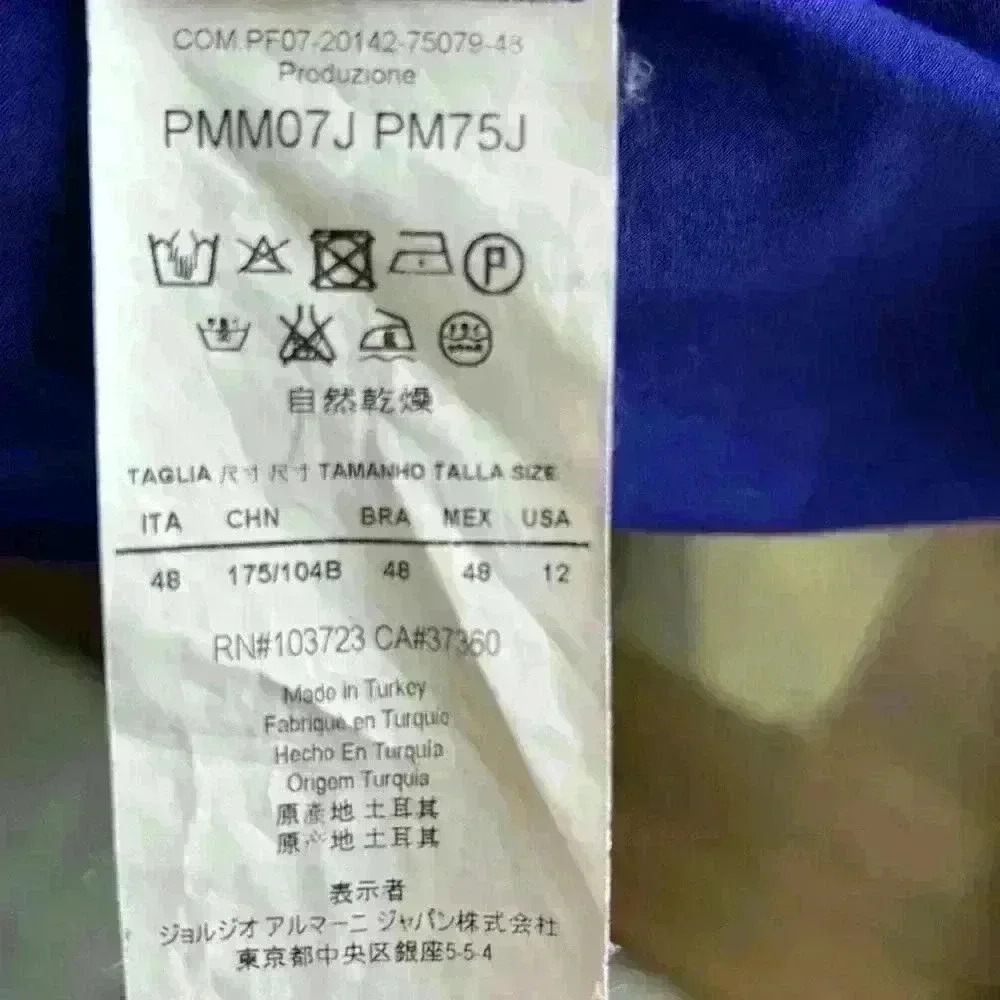 COM.PF07-20142-75079-48
Produzione
PMM07J PM75J
P
自然乾燥
TAGLIA 尺寸 尺寸 TAMANHO TALLA SIZE
ITA CHN BRA MEX USA
48 175/104B 48 48 12
RN#103723 CA#37360
Made in Turkey
Fabriqué en Turquie
Hecho En Turquía
Origem Turquia
原產地 土耳其
原产地 土耳其
表示者
ジョルジオ アルマーニ ジャパン株式会社
東京都中央区銀座5-5-4